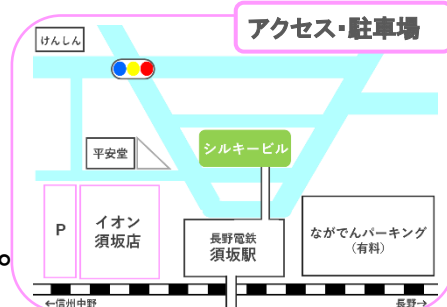 アクセス・駐車場
けんしん
平安堂
シルキービル
P
イオン
須坂店
長野電鉄
須坂駅
ながでんパーキング
(有料)
。
←信州中野
長野→